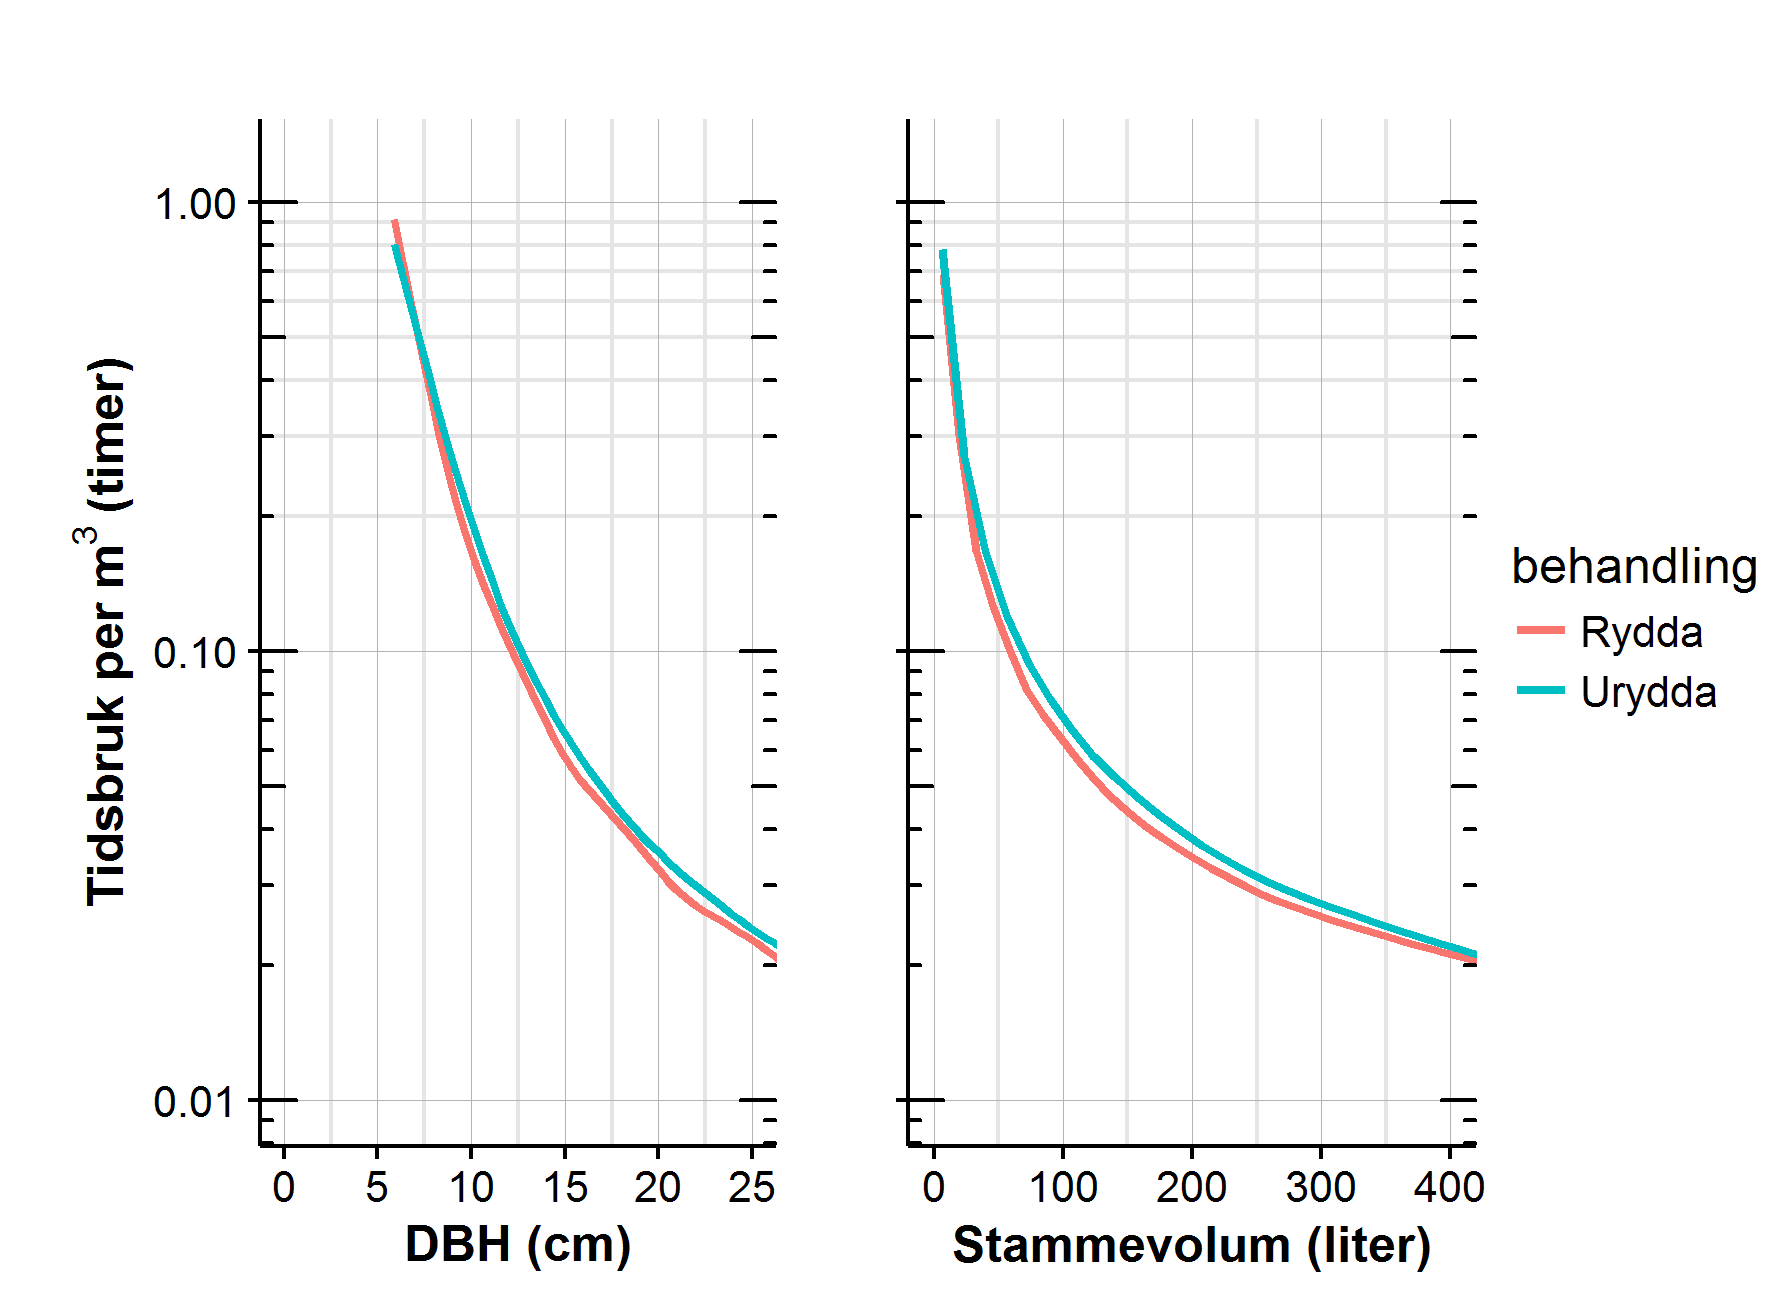 Tidsbruk per m³ (timer)
1.00
0.10
0.01
0 5 10 15 20 25
DBH (cm)
0 100 200 300 400
Stammevolum (liter)
behandling
Rydda
Urydda